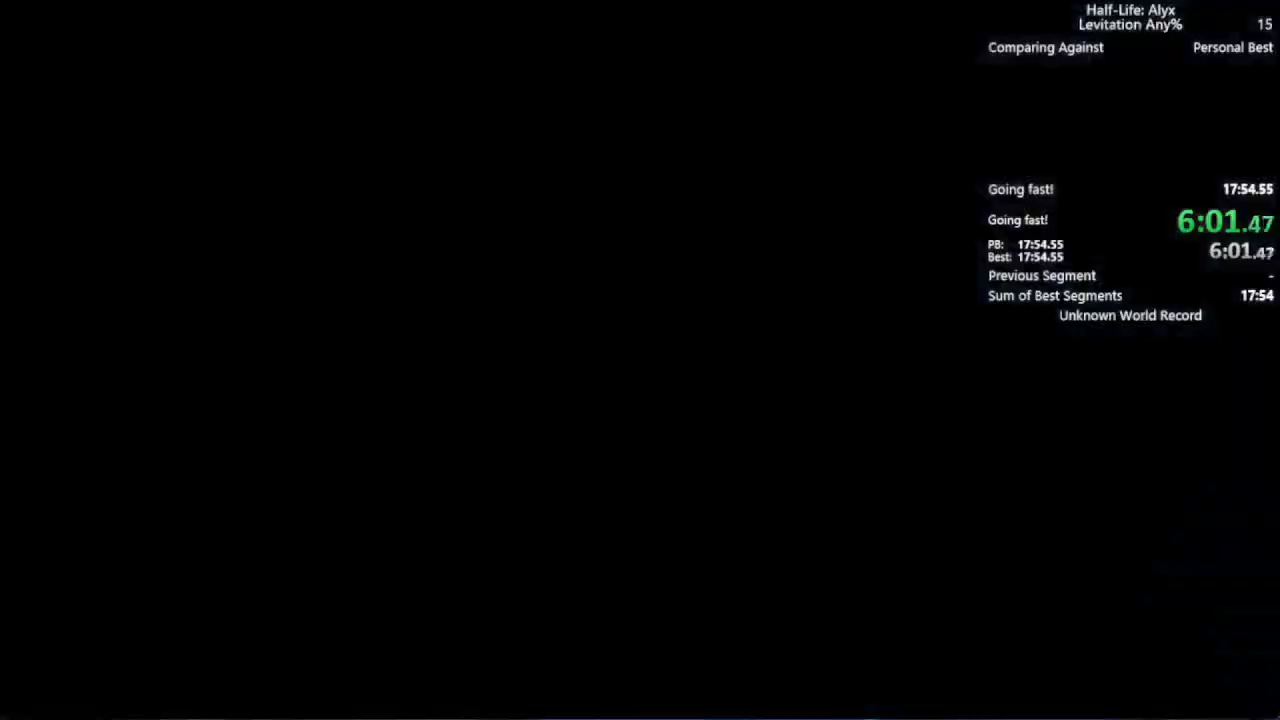 Half-Life: Alyx
Levitation Any% 15
Comparing Against Personal Best
Going fast! 17:54.55
Going fast! 6:01.47
PB: 17:54.55 6:01.47
Best: 17:54.55
Previous Segment -
Sum of Best Segments 17:54
Unknown World Record